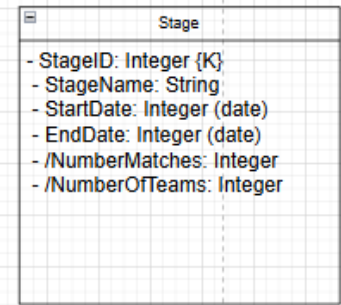 Stage
- StageID: Integer {K}
- StageName: String
- StartDate: Integer (date)
- EndDate: Integer (date)
- /NumberMatches: Integer
- /NumberOfTeams: Integer